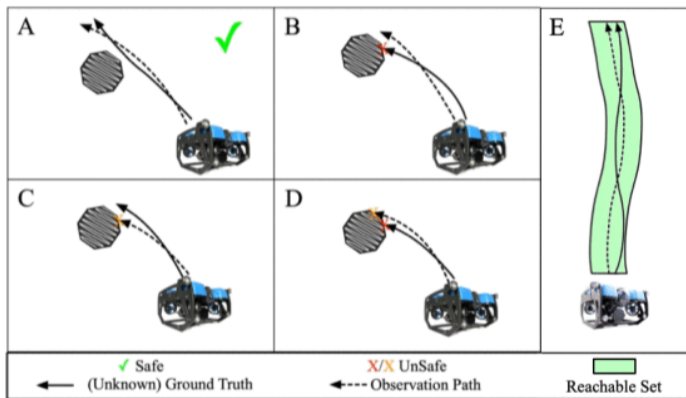 A
B
E
C
D
✓ Safe
X/X UnSafe
(Unknown) Ground Truth
Observation Path
Reachable Set